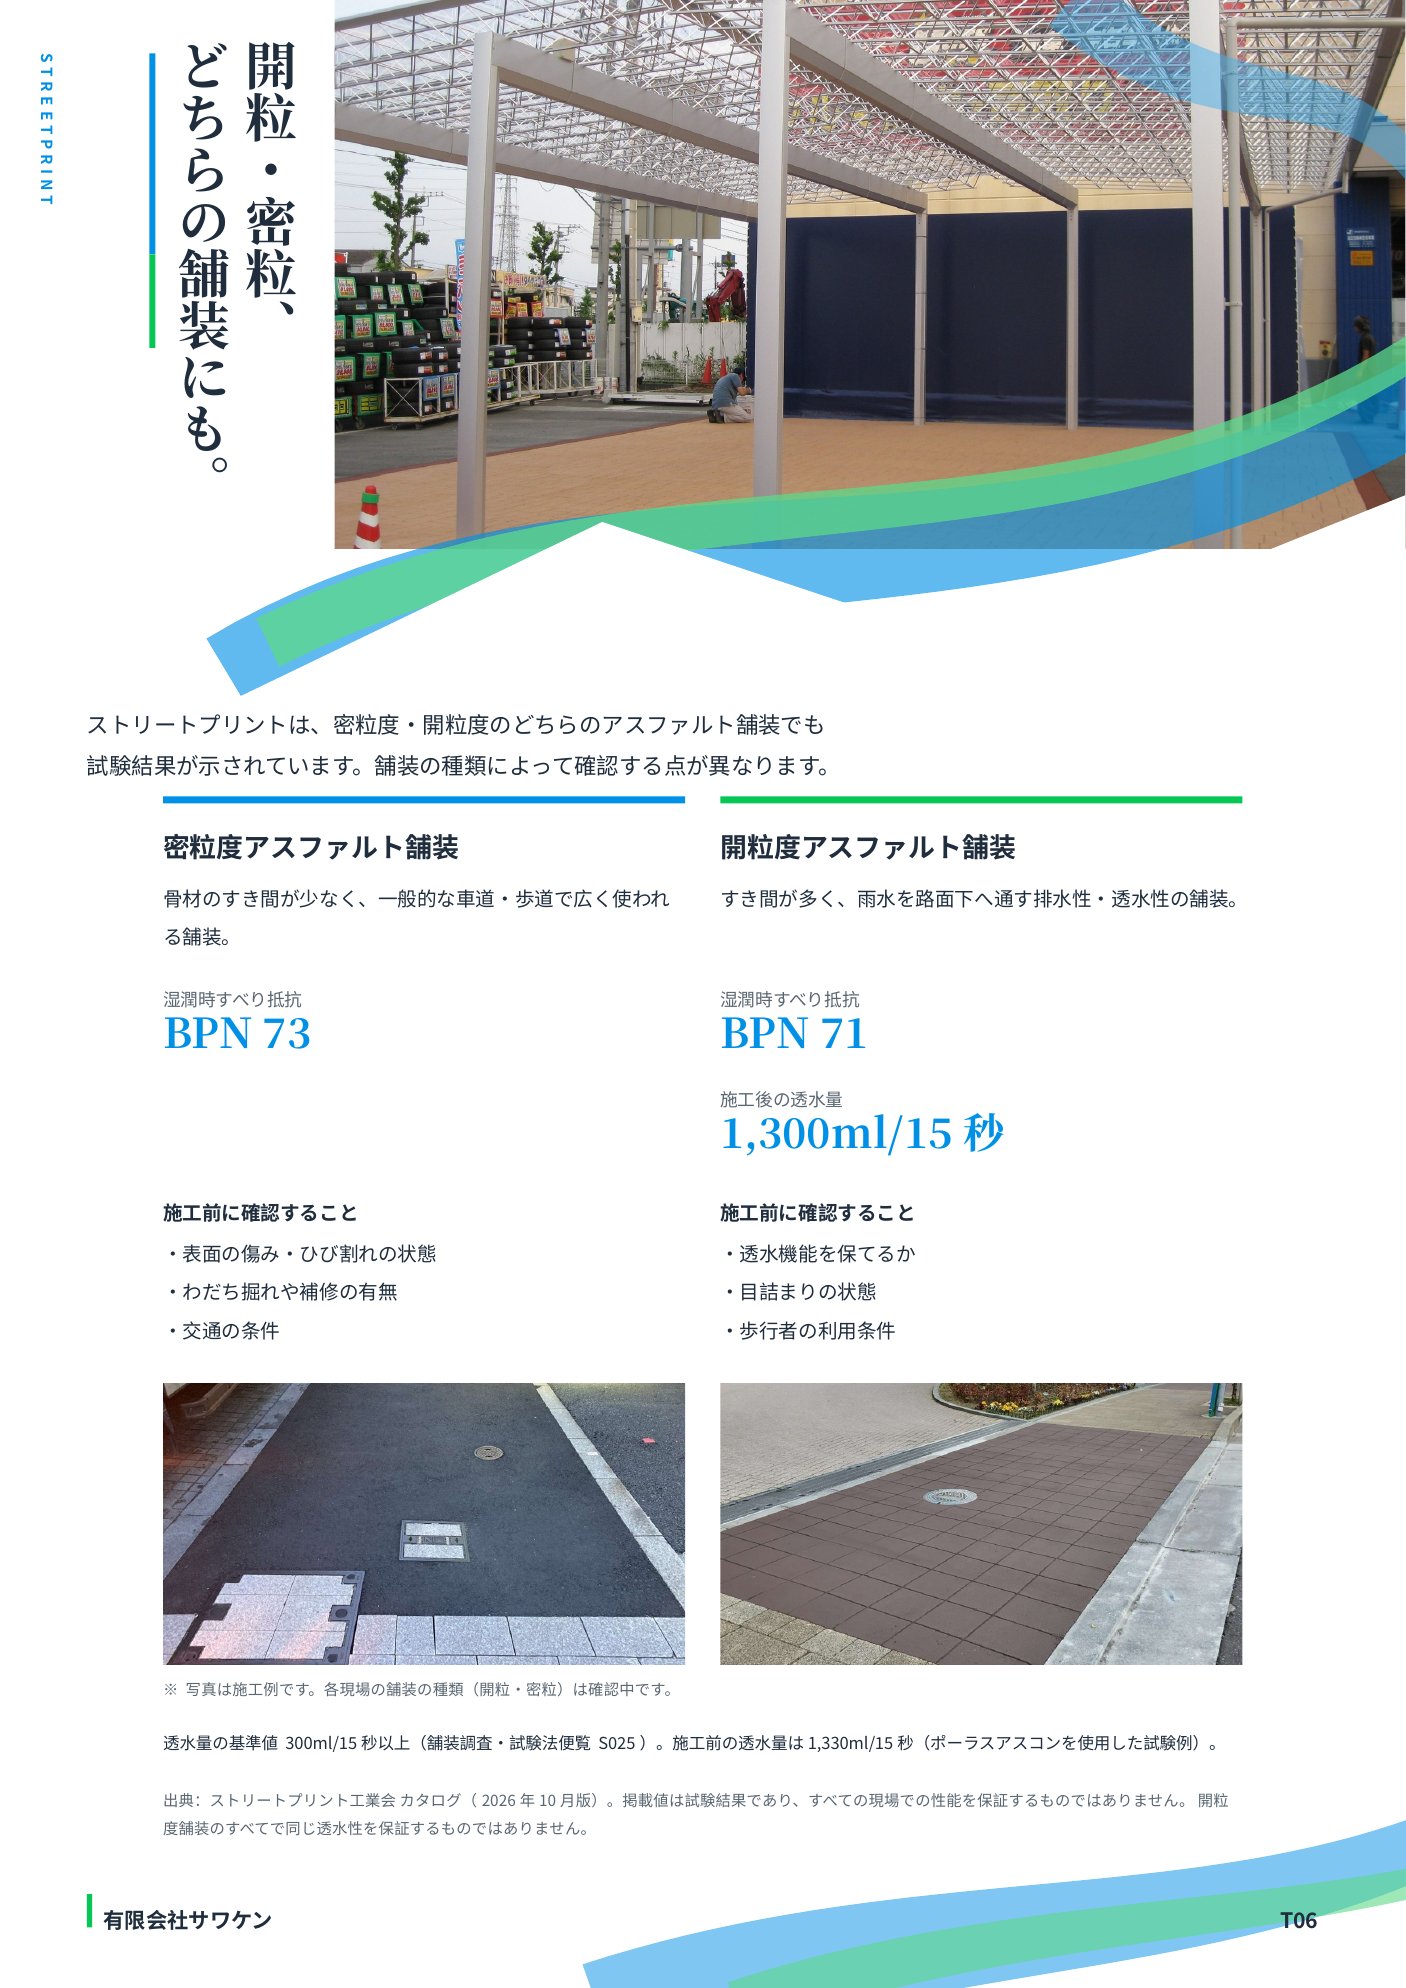 STREETPRINT
開粒・密粒、
どちらの舗装にも。
ストリートプリントは、密粒度・開粒度のどちらのアスファルト舗装でも
試験結果が示されています。舗装の種類によって確認する点が異なります。
密粒度アスファルト舗装
骨材のすき間が少なく、一般的な車道・歩道で広く使われ
る舗装。
湿潤時すべり抵抗
BPN 73
施工前に確認すること
・表面の傷み・ひび割れの状態
・わだち掘れや補修の有無
・交通の条件
開粒度アスファルト舗装
すき間が多く、雨水を路面下へ通す排水性・透水性の舗装。
湿潤時すべり抵抗
BPN 71
施工後の透水量
1,300ml/15 秒
施工前に確認すること
・透水機能を保てるか
・目詰まりの状態
・歩行者の利用条件
※ 写真は施工例です。各現場の舗装の種類（開粒・密粒）は確認中です。
透水量の基準値 300ml/15 秒以上（舗装調査・試験法便覧 S025 ）。施工前の透水量は 1,330ml/15 秒（ポーラスアスコンを使用した試験例）。
出典：ストリートプリント工業会 カタログ（ 2026 年 10 月版）。掲載値は試験結果であり、すべての現場での性能を保証するものではありません。 開粒
度舗装のすべてで同じ透水性を保証するものではありません。
有限会社サワケン
T06